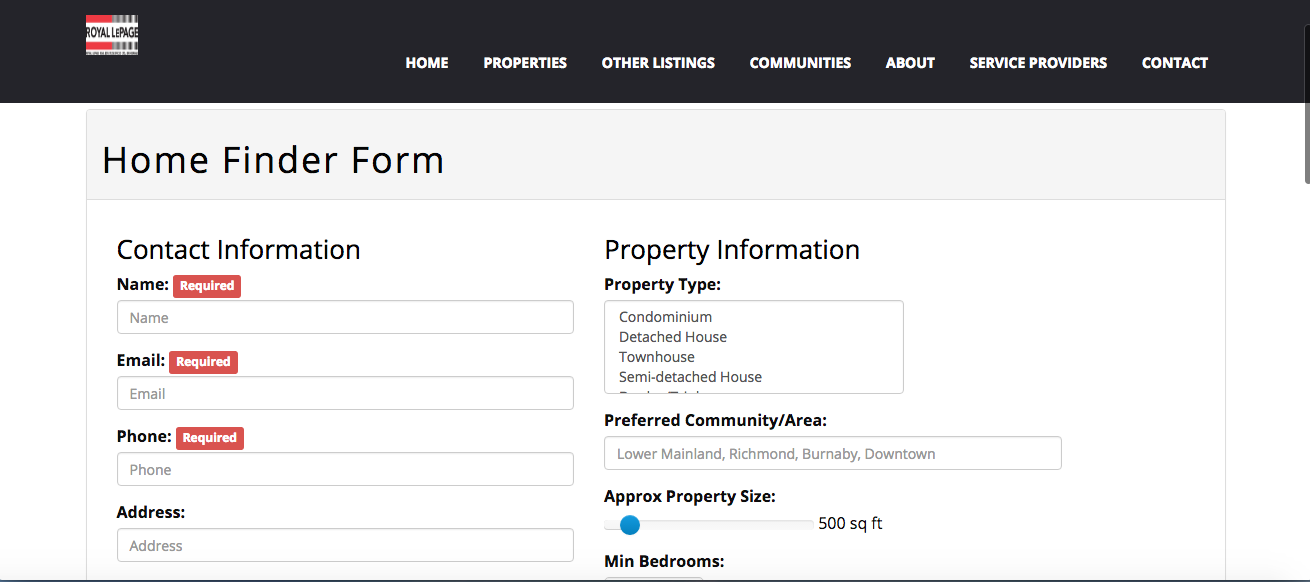 ROYAL LEPAGE
HOME PROPERTIES OTHER LISTINGS COMMUNITIES ABOUT SERVICE PROVIDERS CONTACT
Home Finder Form
Contact Information
Name: Required
Name
Email: Required
Email
Phone: Required
Phone
Address:
Address
Property Information
Property Type:
Condominium
Detached House
Townhouse
Semi-detached House
Preferred Community/Area:
Lower Mainland, Richmond, Burnaby, Downtown
Approx Property Size:
500 sq ft
Min Bedrooms: